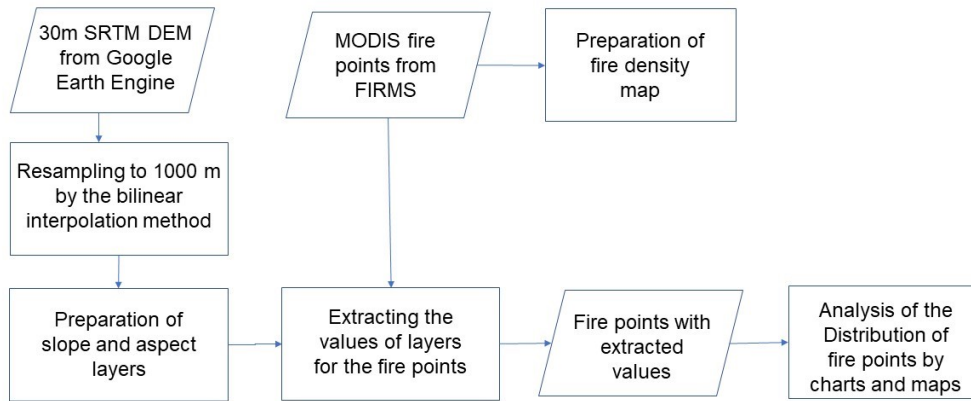 30m SRTM DEM
from Google
Earth Engine
MODIS fire
points from
FIRMS
Preparation of
fire density
map
Resampling to 1000 m
by the bilinear
interpolation method
Preparation of
slope and aspect
layers
Extracting the
values of layers
for the fire points
Fire points with
extracted
values
Analysis of the
Distribution of
fire points by
charts and maps